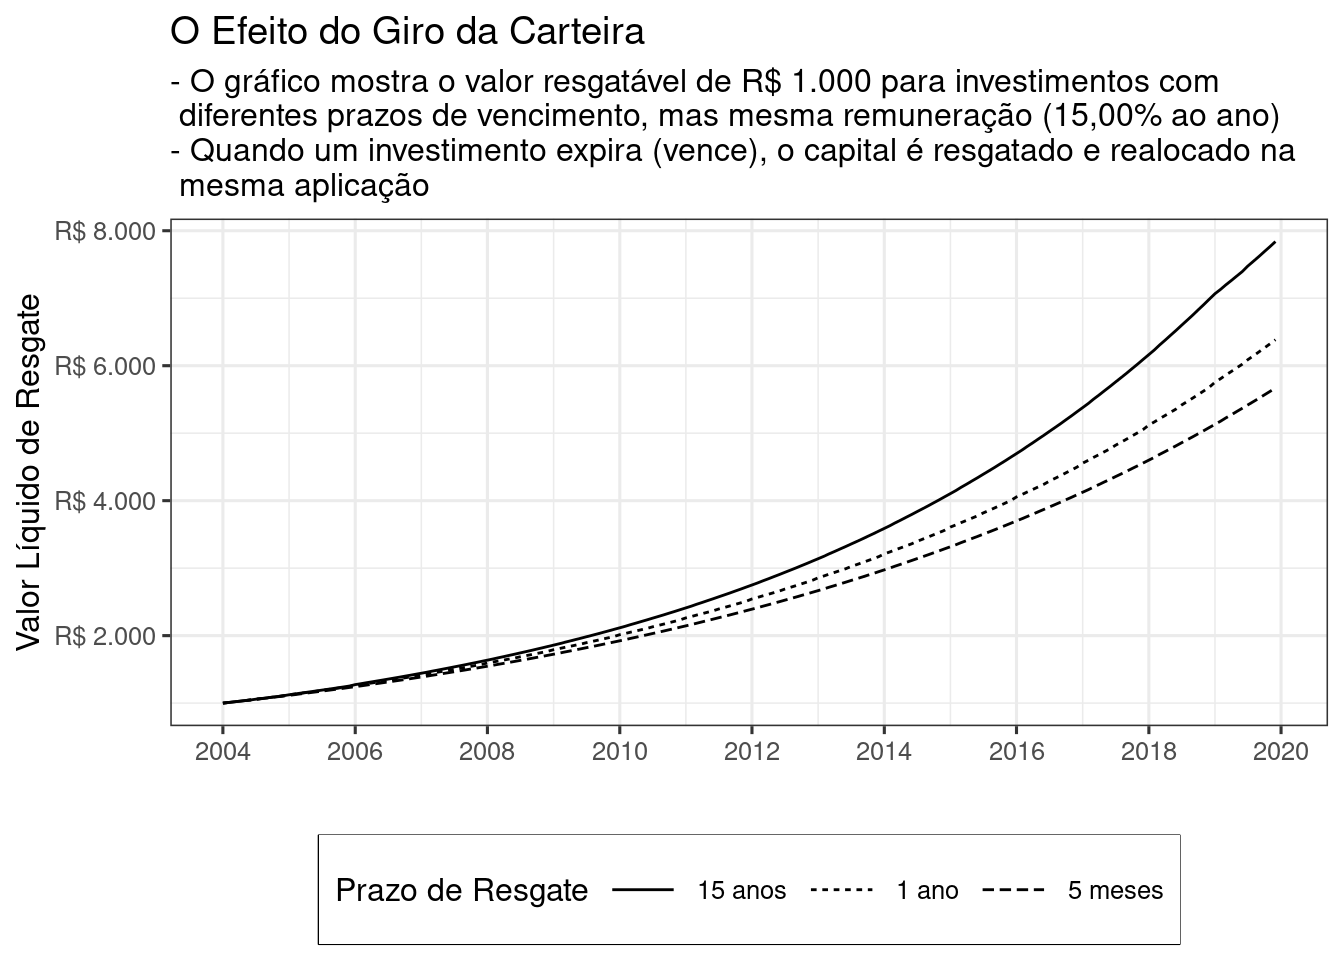 O Efeito do Giro da Carteira
- O gráfico mostra o valor resgatável de R$ 1.000 para investimentos com
diferentes prazos de vencimento, mas mesma remuneração (15,00% ao ano)
- Quando um investimento expira (vence), o capital é resgatado e realocado na
mesma aplicação
Valor Líquido de Resgate
R$ 8.000
R$ 6.000
R$ 4.000
R$ 2.000
2004 2006 2008 2010 2012 2014 2016 2018 2020
Prazo de Resgate 15 anos 1 ano 5 meses